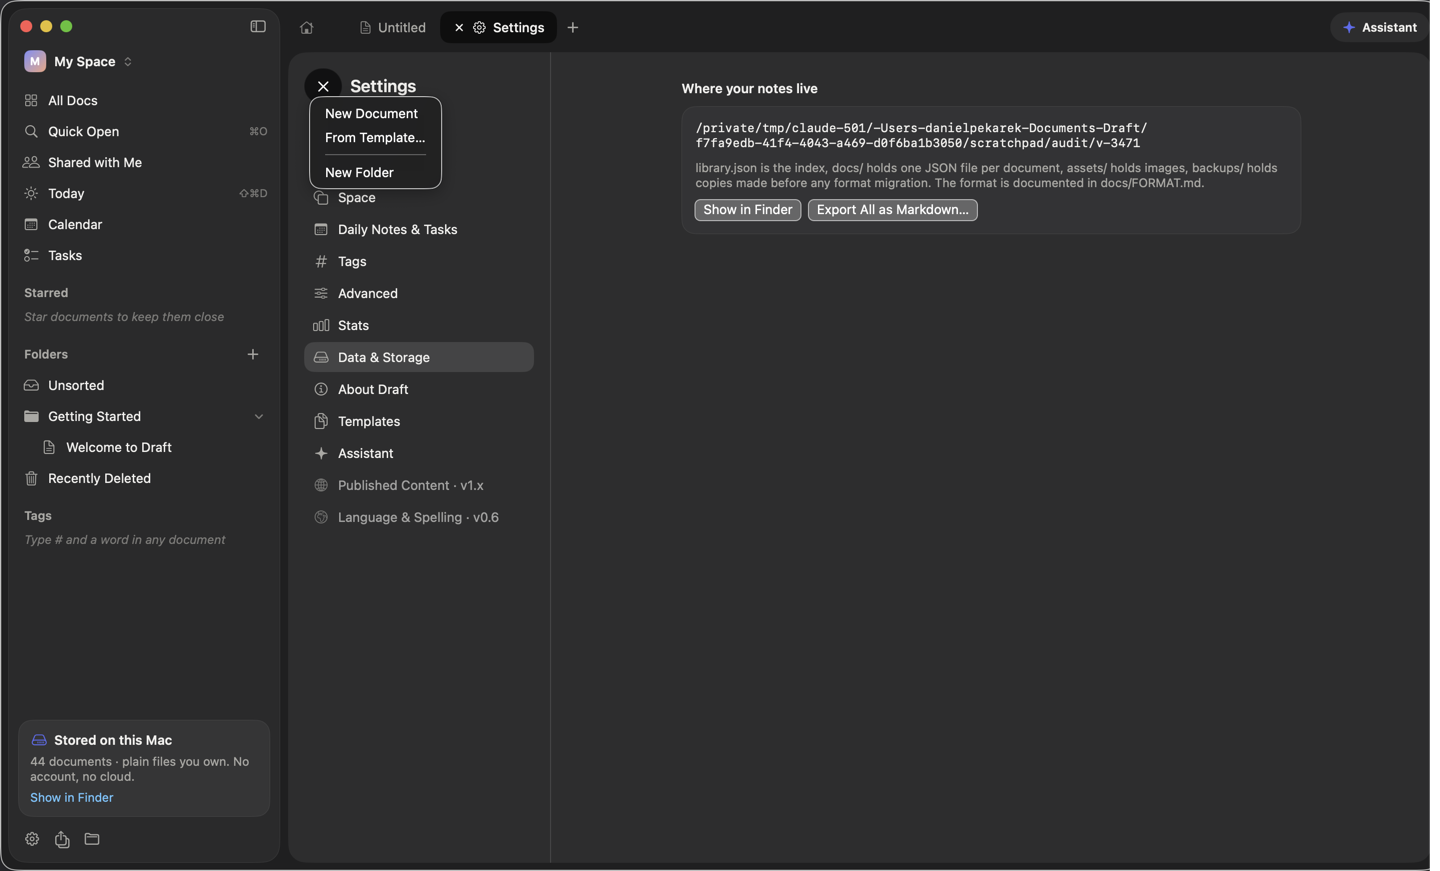 Untitled
Settings
Assistant
M My Space
All Docs
Quick Open ⌘O
Shared with Me
Today ⇧⌘D
Calendar
Tasks
Starred
Star documents to keep them close
Folders
Unsorted
Getting Started
Welcome to Draft
Recently Deleted
Tags
Type # and a word in any document
Stored on this Mac
44 documents · plain files you own. No
account, no cloud.
Show in Finder
Settings
New Document
From Template...
New Folder
Space
Daily Notes & Tasks
Tags
Advanced
Stats
Data & Storage
About Draft
Templates
Assistant
Published Content · v1.x
Language & Spelling · v0.6
Where your notes live
/private/tmp/claude-501/-Users-danielpekarek-Documents-Draft/
f7fa9edb-41f4-4043-a469-d0f6ba1b3050/scratchpad/audit/v-3471
library.json is the index, docs/ holds one JSON file per document, assets/ holds images, backups/ holds
copies made before any format migration. The format is documented in docs/FORMAT.md.
Show in Finder
Export All as Markdown...